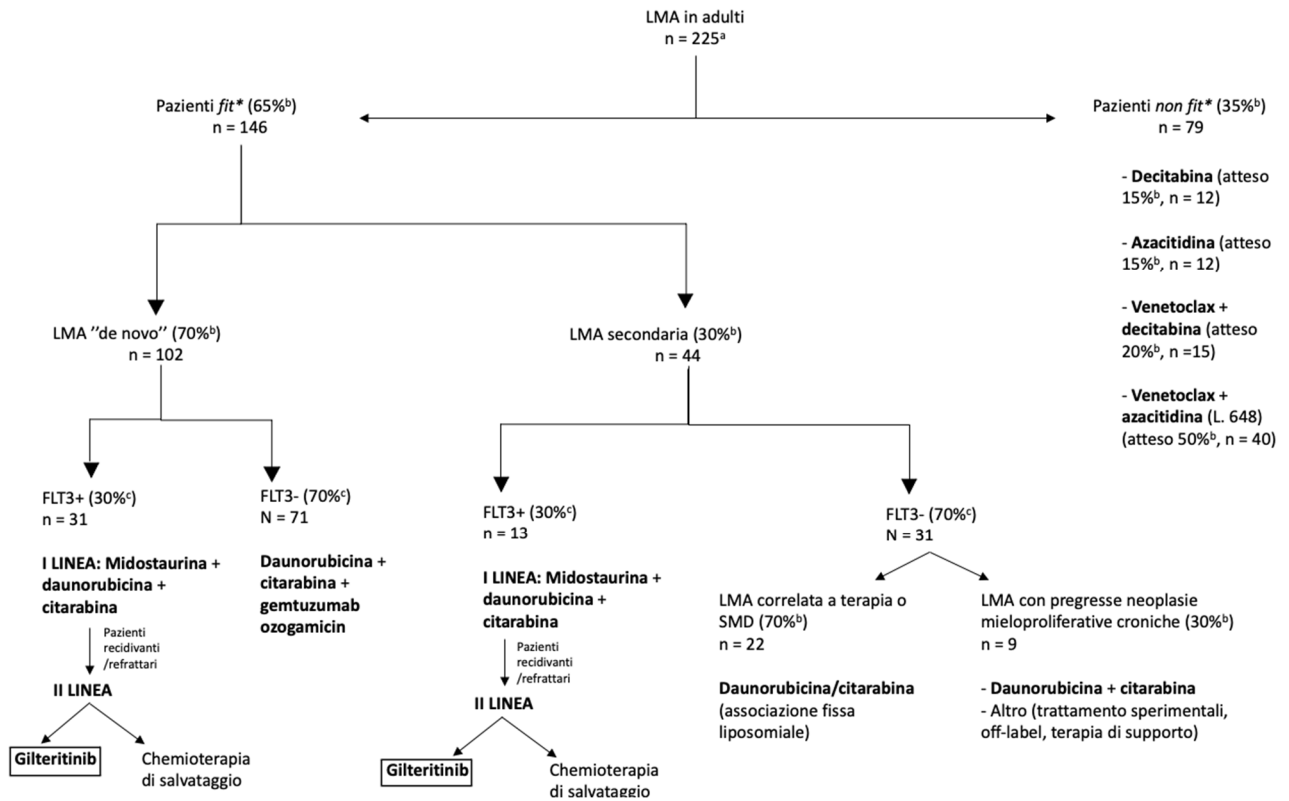 LMA in adulti
n = 225ᵃ
Pazienti fit* (65%ᵇ)
n = 146
Pazienti non fit* (35%ᵇ)
n = 79
- Decitabina (atteso
15%ᵇ, n = 12)
- Azacitidina (atteso
15%ᵇ, n = 12)
- Venetoclax +
decitabina (atteso
20%ᵇ, n =15)
- Venetoclax +
azacitidina (L. 648)
(atteso 50%ᵇ, n = 40)
LMA ”de novo” (70%ᵇ)
n = 102
LMA secondaria (30%ᵇ)
n = 44
FLT3+ (30%ᶜ)
n = 31
I LINEA: Midostaurina +
daunorubicina +
citarabina
Pazienti
recidivanti
/refrattari
II LINEA
Gilteritinib
Chemioterapia
di salvataggio
FLT3- (70%ᶜ)
N = 71
Daunorubicina +
citarabina +
gemtuzumab
ozogamicin
FLT3+ (30%ᶜ)
n = 13
I LINEA: Midostaurina +
daunorubicina +
citarabina
Pazienti
recidivanti
/refrattari
II LINEA
Gilteritinib
Chemioterapia
di salvataggio
FLT3- (70%ᶜ)
N = 31
LMA correlata a terapia o
SMD (70%ᵇ)
n = 22
Daunorubicina/citarabina
(associazione fissa
liposomiale)
LMA con pregresse neoplasie
mieloproliferative croniche (30%ᵇ)
n = 9
- Daunorubicina + citarabina
- Altro (trattamento sperimentali,
off-label, terapia di supporto)